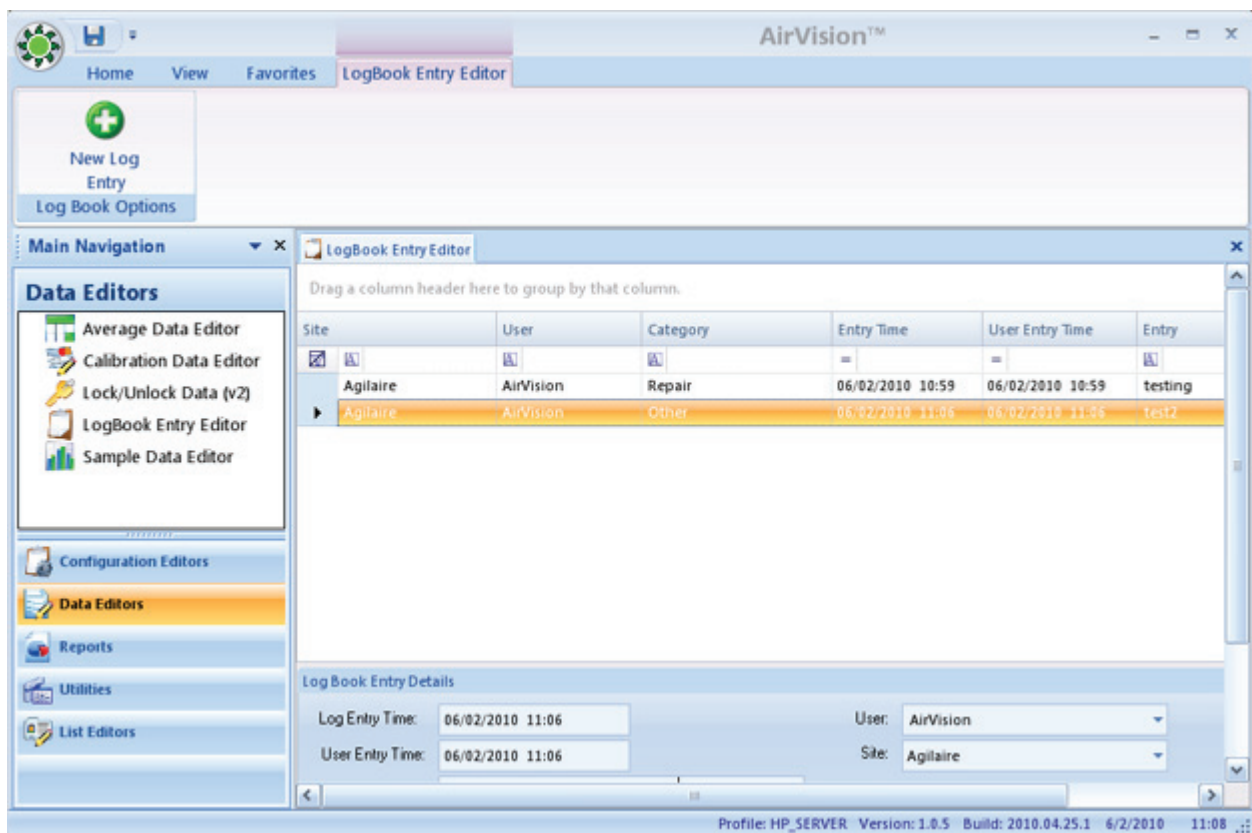 AirVision™
Home View Favorites LogBook Entry Editor
New Log
Entry
Log Book Options
Main Navigation
LogBook Entry Editor
Data Editors
Drag a column header here to group by that column.
Average Data Editor
Calibration Data Editor
Lock/Unlock Data (v2)
LogBook Entry Editor
Sample Data Editor
Site User Category Entry Time User Entry Time Entry
A A A = = A
Agilaire AirVision Repair 06/02/2010 10:59 06/02/2010 10:59 testing
Agilaire AirVision Other 06/02/2010 11:06 06/02/2010 11:06 test2
Configuration Editors
Data Editors
Reports
Utilities
List Editors
Log Book Entry Details
Log Entry Time: 06/02/2010 11:06 User: AirVision
User Entry Time: 06/02/2010 11:06 Site: Agilaire
Profile: HP_SERVER Version: 1.0.5 Build: 2010.04.25.1 6/2/2010 11:08